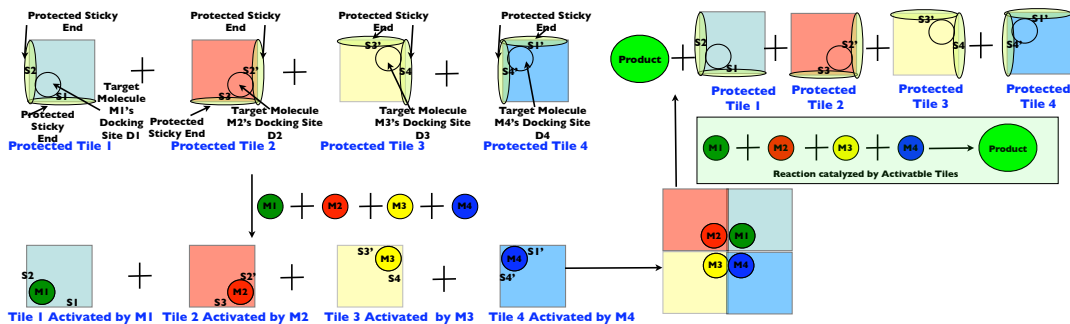 Protected Sticky End
Protected Sticky End
Protected Sticky End
Protected Sticky End
S2
S1
Target Molecule M1's Docking Site D1
Protected Sticky End
Protected Tile 1
S2'
S3
Target Molecule M2's Docking Site D2
Protected Sticky End
Protected Tile 2
S3'
S4
Target Molecule M3's Docking Site D3
Protected Tile 3
S1'
S4'
Target Molecule M4's Docking Site D4
Protected Tile 4
Product
S2
S1
Protected Tile 1
S2'
S3
Protected Tile 2
S3'
S4
Protected Tile 3
S1'
S4'
Protected Tile 4
M1
M2
M3
M4
Product
Reaction catalyzed by Activatble Tiles
M1
M2
M3
M4
S2
M1
S1
Tile 1 Activated by M1
S2'
M2
S3
Tile 2 Activated by M2
S3'
M3
S4
Tile 3 Activated by M3
M4
S1'
S4'
Tile 4 Activated by M4
M2
M1
M3
M4